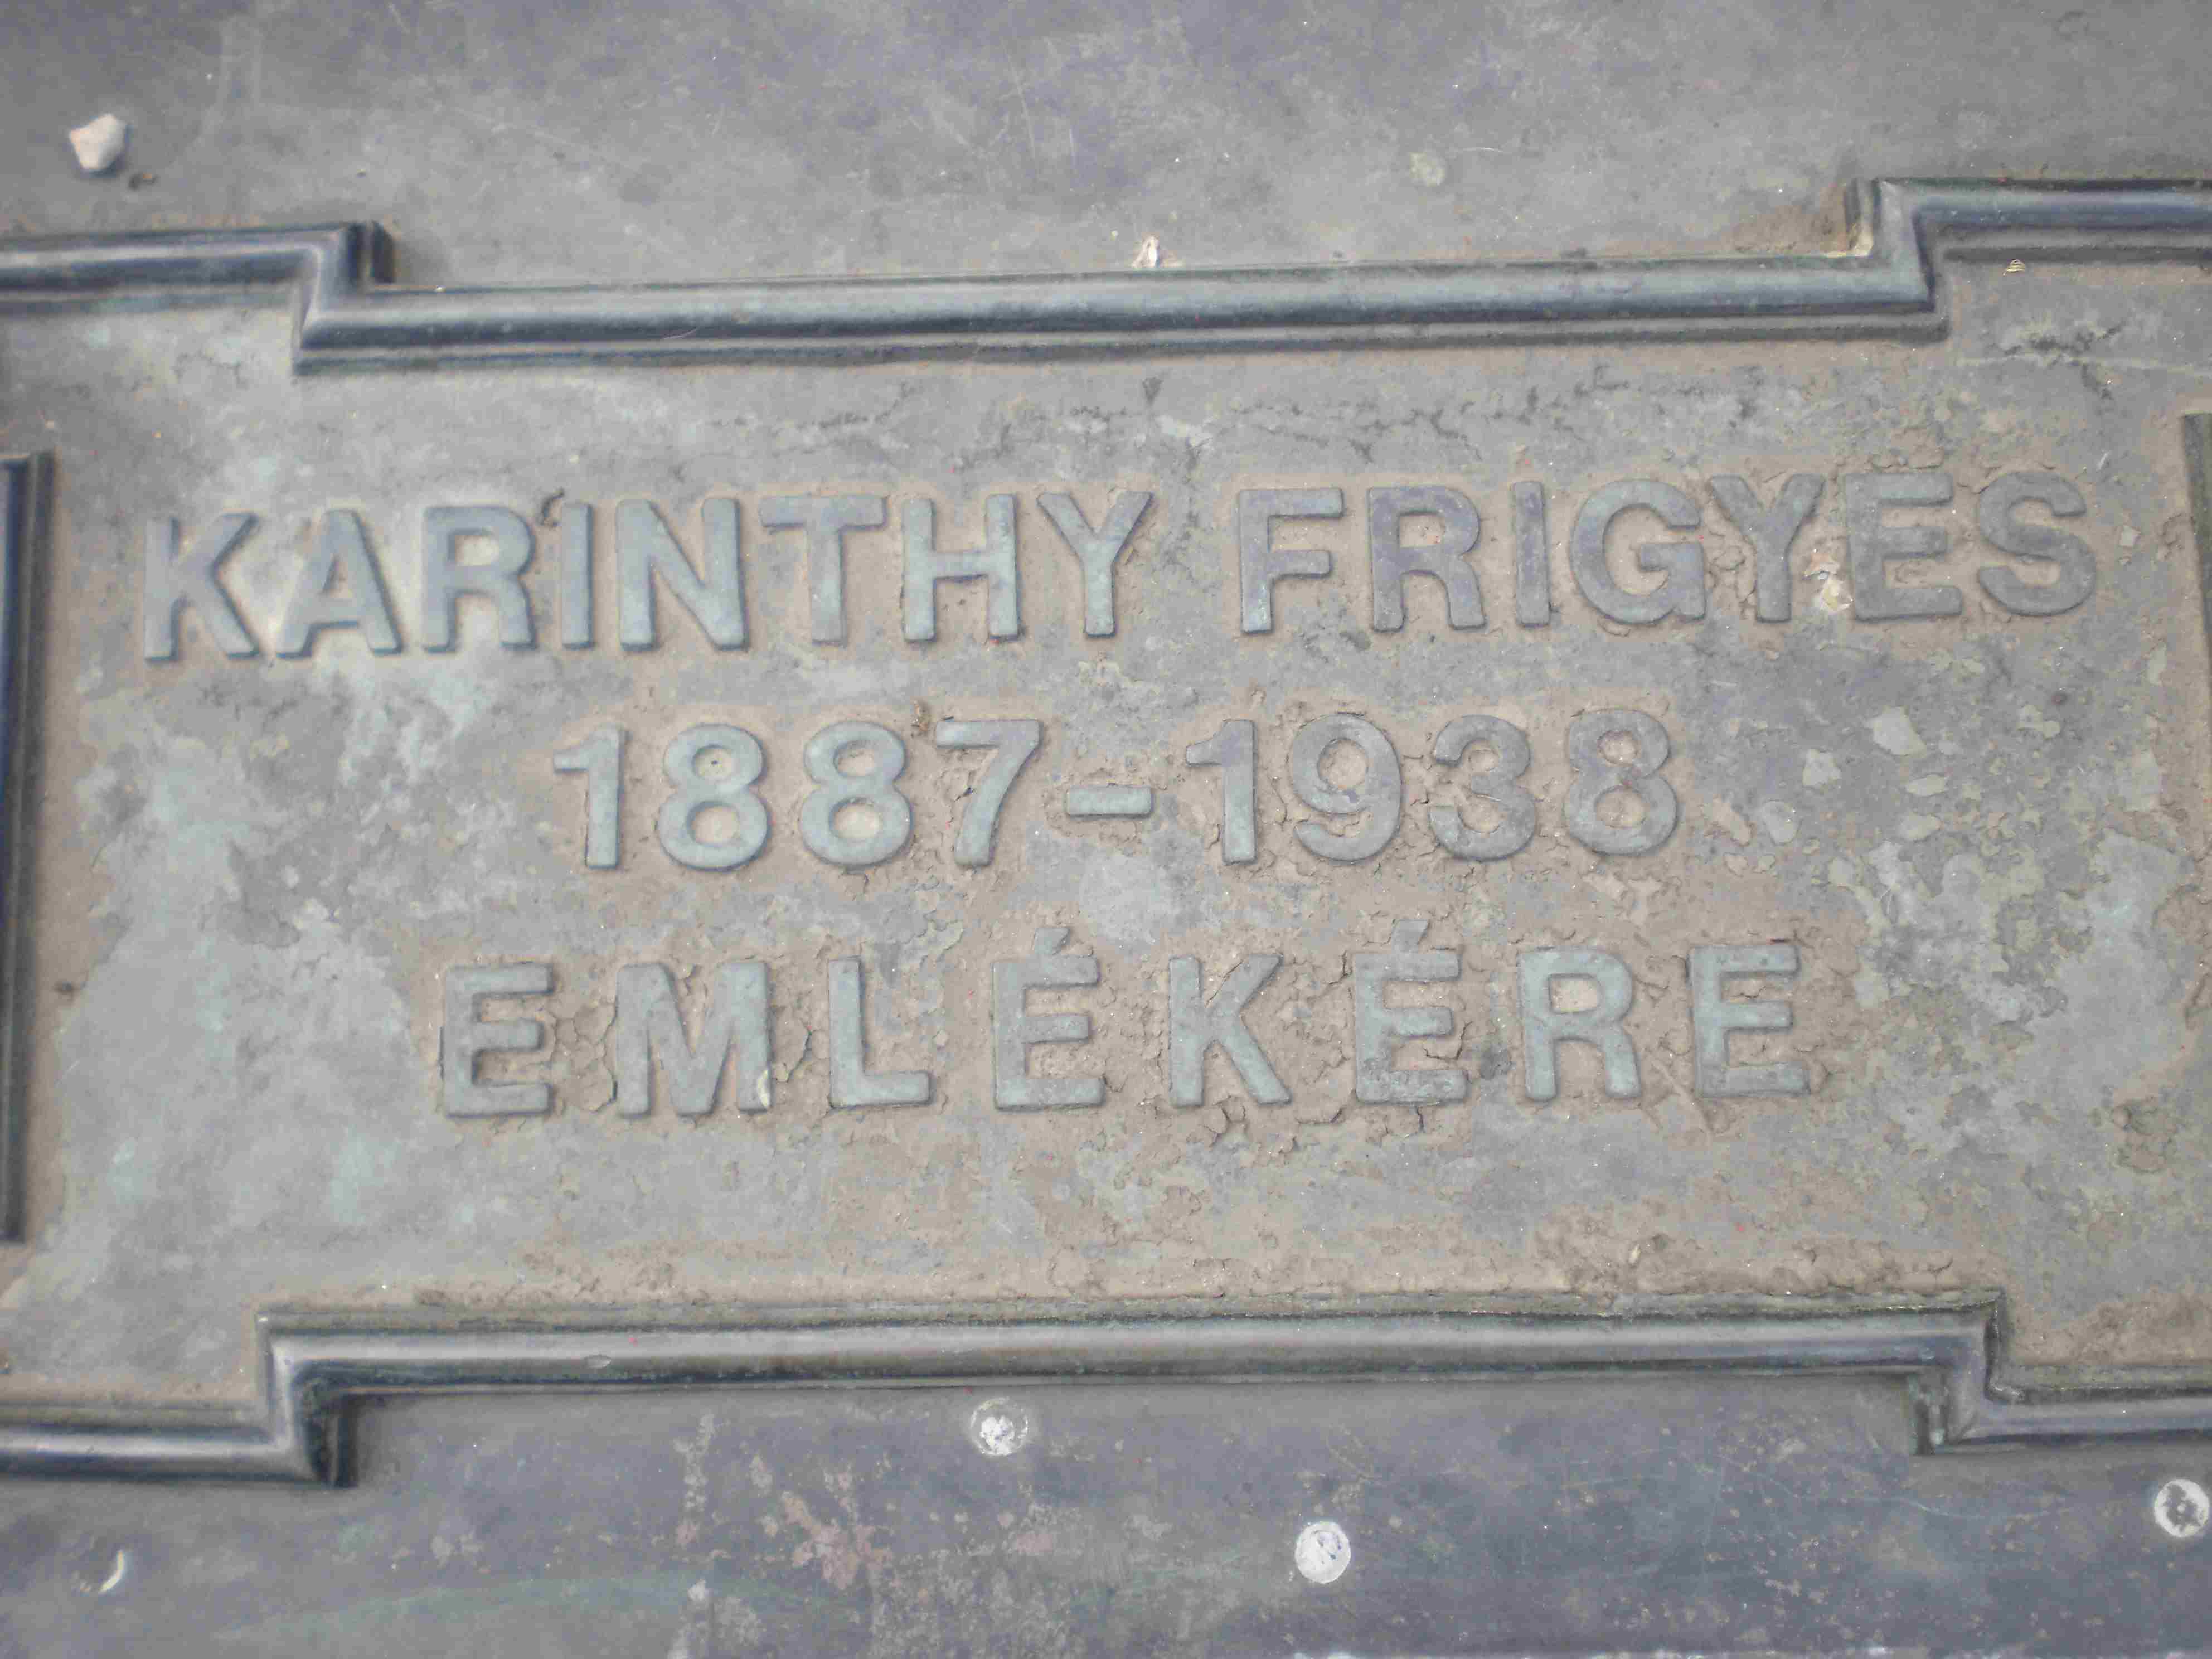 KARINTHY FRIGYES
1887-1938
EMLÉKÉRE